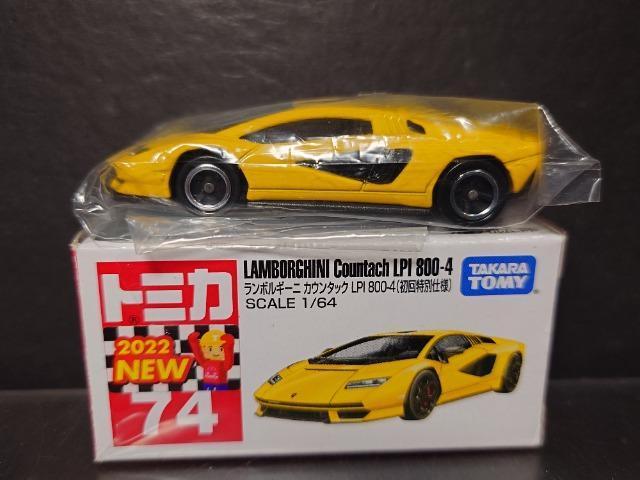 トミカ
®
2022
NEW
74
LAMBORGHINI Countach LPI 800-4
ランボルギーニ カウンタック LPI 800-4(初回特別仕様)
SCALE 1/64
TAKARA
TOMY